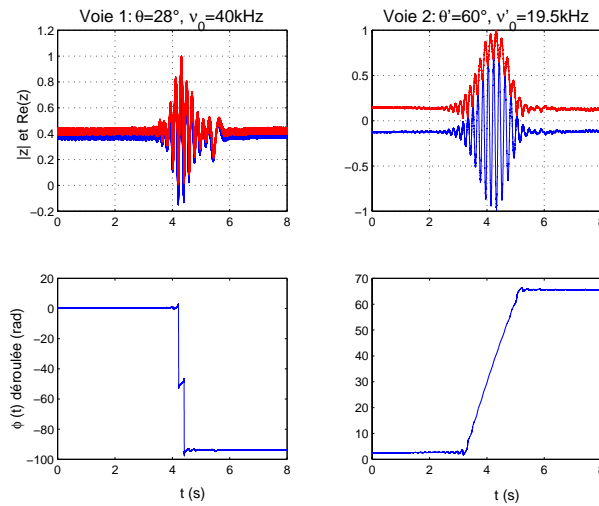 Voie 1: θ=28°, ν0=40kHz
Voie 2: θ'=60°, ν'0=19.5kHz
|z| et Re(z)
1.2
1
0.8
0.6
0.4
0.2
0
-0.2
0 2 4 6 8
1
0.5
0
-0.5
-1
0 2 4 6 8
φ (t) déroulée (rad)
20
0
-20
-40
-60
-80
-100
0 2 4 6 8
t (s)
70
60
50
40
30
20
10
0
0 2 4 6 8
t (s)